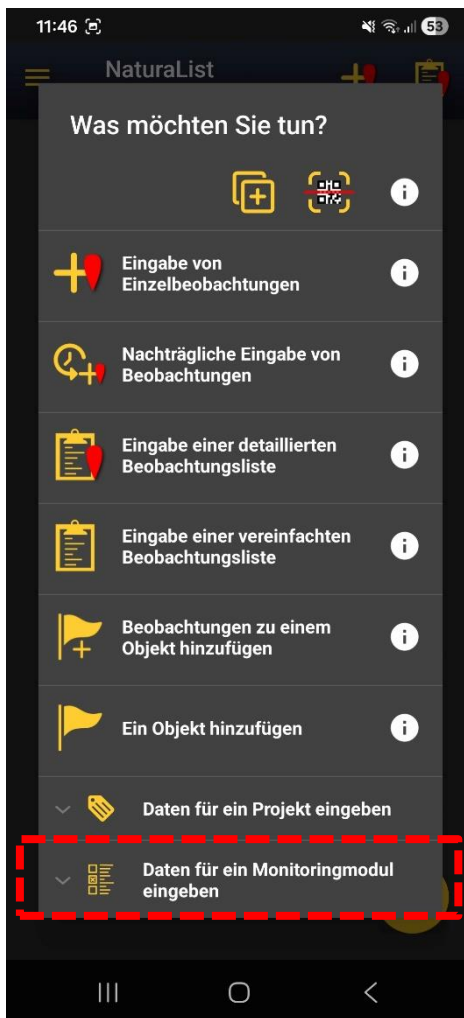 11:46
53
NaturaList
Was möchten Sie tun?
Eingabe von
Einzelbeobachtungen
Nachträgliche Eingabe von
Beobachtungen
Eingabe einer detaillierten
Beobachtungsliste
Eingabe einer vereinfachten
Beobachtungsliste
Beobachtungen zu einem
Objekt hinzufügen
Ein Objekt hinzufügen
Daten für ein Projekt eingeben
Daten für ein Monitoringmodul
eingeben